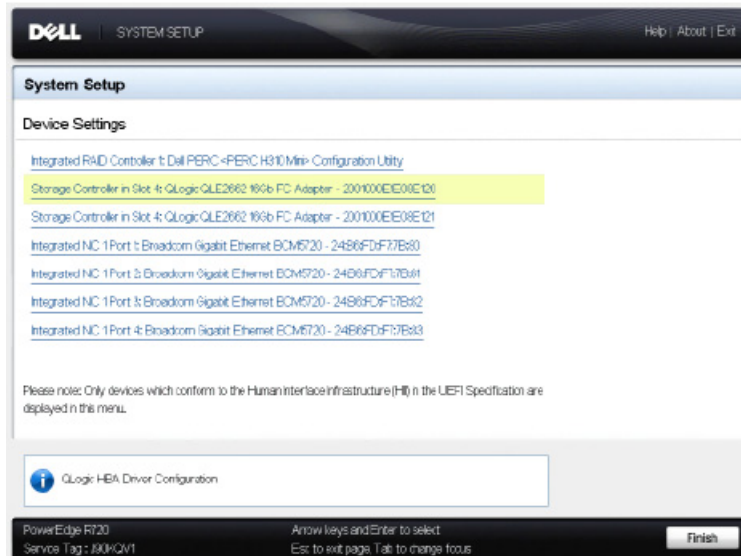 DELL SYSTEM SETUP Help | About | Exit
System Setup
Device Settings
Integrated RAID Controller 1: Dell PERC <PERC H310 Mini> Configuration Utility
Storage Controller in Slot 4: QLogic QLE2662 16Gb FC Adapter - 2001000E1E08E120
Storage Controller in Slot 4: QLogic QLE2662 16Gb FC Adapter - 2001000E1E08E121
Integrated NIC 1 Port 1: Broadcom Gigabit Ethernet BCM5720 - 24:B6:FD:F7:7B:80
Integrated NIC 1 Port 2: Broadcom Gigabit Ethernet BCM5720 - 24:B6:FD:F7:7B:81
Integrated NIC 1 Port 3: Broadcom Gigabit Ethernet BCM5720 - 24:B6:FD:F7:7B:82
Integrated NIC 1 Port 4: Broadcom Gigabit Ethernet BCM5720 - 24:B6:FD:F7:7B:83
Please note: Only devices which conform to the Human Interface Infrastructure (HII) in the UEFI Specification are
displayed in this menu.
QLogic HBA Driver Configuration
PowerEdge R720 Arrow keys and Enter to select
Service Tag : J90KQV1 Esc to exit page, Tab to change focus
Finish